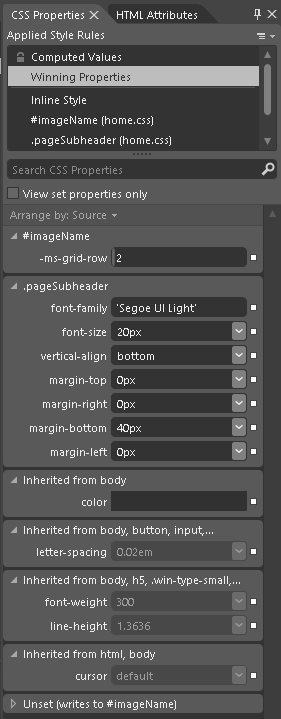 CSS Properties HTML Attributes
Applied Style Rules
Computed Values
Winning Properties
Inline Style
#imageName (home.css)
.pageSubheader (home.css)
Search CSS Properties
View set properties only
Arrange by: Source
#imageName
-ms-grid-row 2
.pageSubheader
font-family 'Segoe UI Light'
font-size 20px
vertical-align bottom
margin-top 0px
margin-right 0px
margin-bottom 40px
margin-left 0px
Inherited from body
color
Inherited from body, button, input,...
letter-spacing 0.02em
Inherited from body, h5, .win-type-small,...
font-weight 300
line-height 1.3636
Inherited from html, body
cursor default
Unset (writes to #imageName)